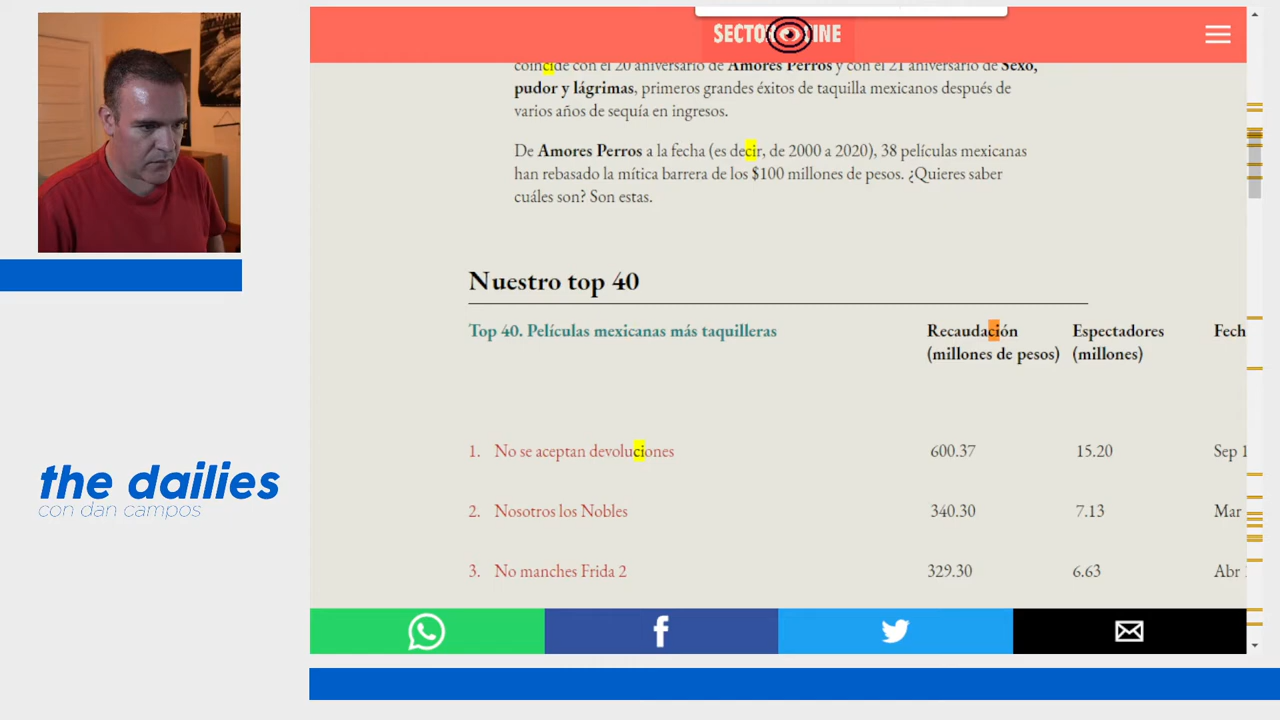 SECTOR CINE
coincide con el 20 aniversario de Amores Perros y con el 21 aniversario de Sexo,
pudor y lágrimas, primeros grandes éxitos de taquilla mexicanos después de
varios años de sequía en ingresos.
De Amores Perros a la fecha (es decir, de 2000 a 2020), 38 películas mexicanas
han rebasado la mítica barrera de los $100 millones de pesos. ¿Quieres saber
cuáles son? Son estas.
Nuestro top 40
Top 40. Películas mexicanas más taquilleras Recaudación Espectadores Fech
(millones de pesos) (millones)
1. No se aceptan devoluciones 600.37 15.20 Sep 1
2. Nosotros los Nobles 340.30 7.13 Mar
3. No manches Frida 2 329.30 6.63 Abr
the dailies
con dan campos